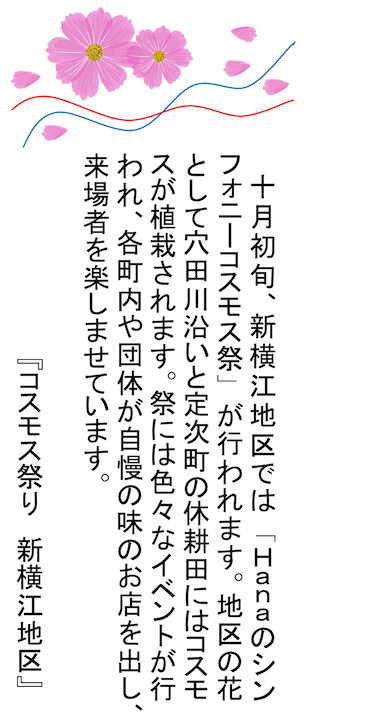 十月初旬、新横江地区では「Hanaのシン
フォニーコスモス祭」が行われます。地区の花
として穴田川沿いと定次町の休耕田にはコスモ
スが植栽されます。祭には色々なイベントが行
われ、各町内や団体が自慢の味のお店を出し、
来場者を楽しませています。
『コスモス祭り　新横江地区』